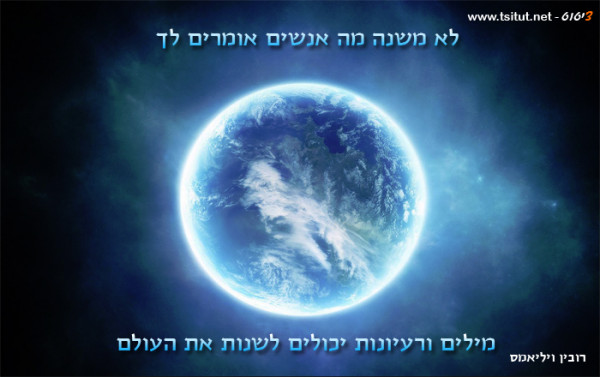 ציטוט - www.tsitut.net
לא משנה מה אנשים אומרים לך
מילים ורעיונות יכולים לשנות את העולם
רובין ויליאמס